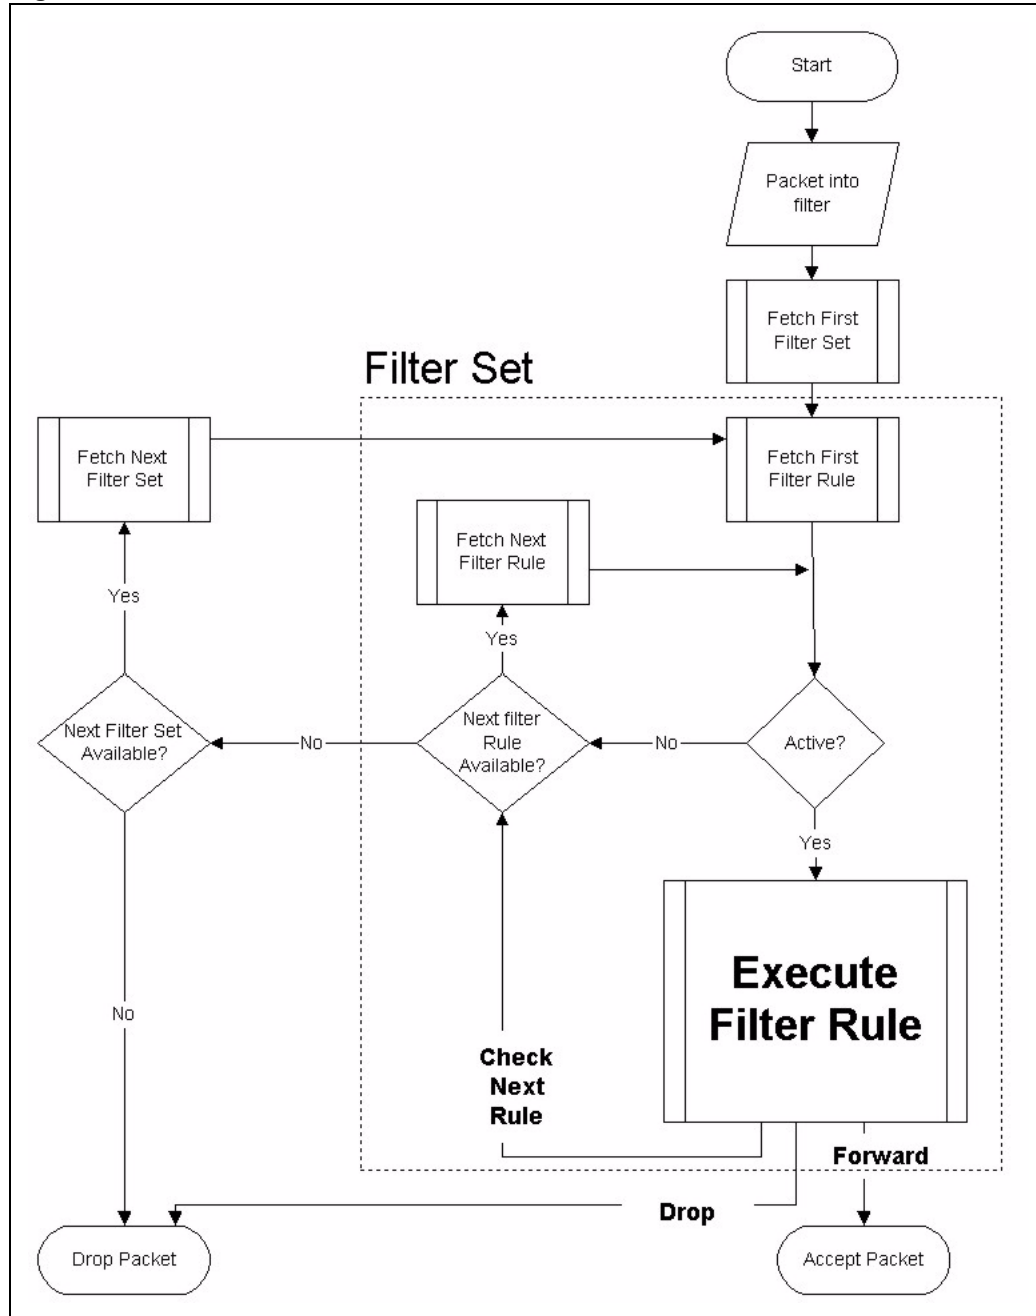 Start
Packet into
filter
Fetch First
Filter Set
Filter Set
Fetch Next
Filter Set
Fetch First
Filter Rule
Fetch Next
Filter Rule
Yes
Yes
Next Filter Set
Available?
No
Next filter
Rule
Available?
No
Active?
Yes
Execute
Filter Rule
No
Check
Next
Rule
Forward
Drop
Drop Packet
Accept Packet